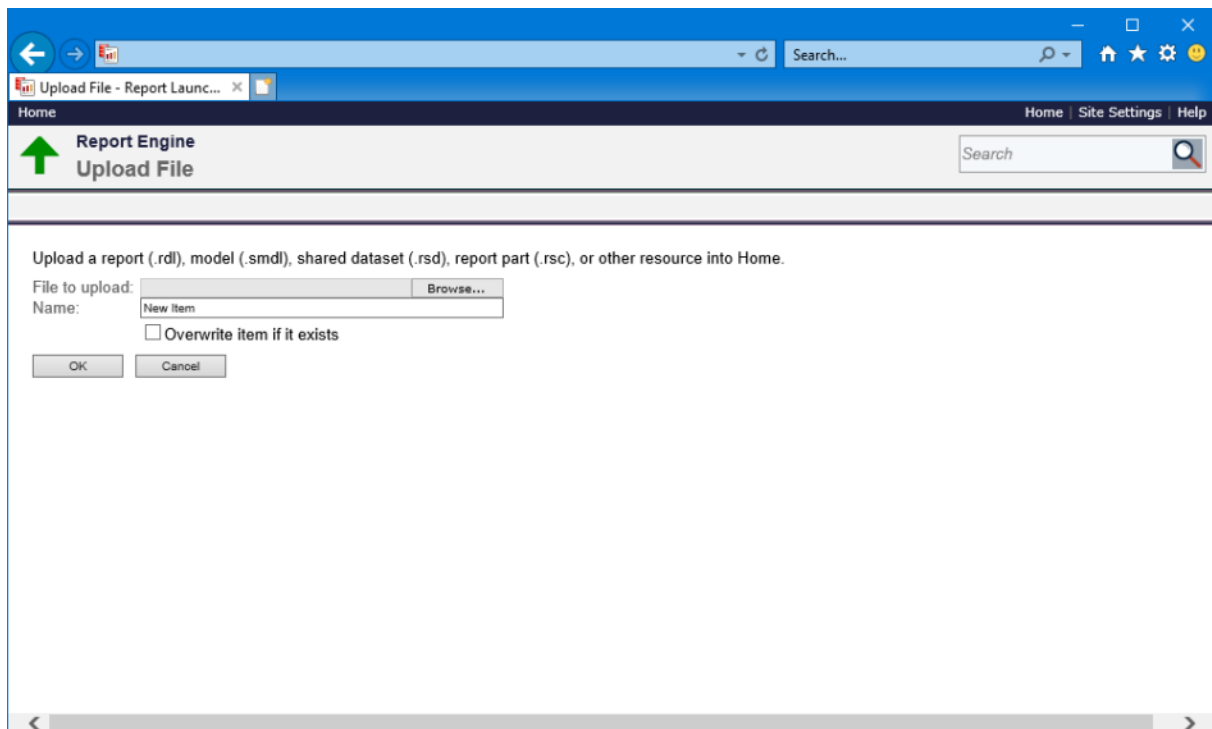 Search...
Upload File - Report Launc...
Home
Home | Site Settings | Help
Report Engine
Upload File
Search
Upload a report (.rdl), model (.smdl), shared dataset (.rsd), report part (.rsc), or other resource into Home.
File to upload: Browse...
Name: New Item
Overwrite item if it exists
OK Cancel